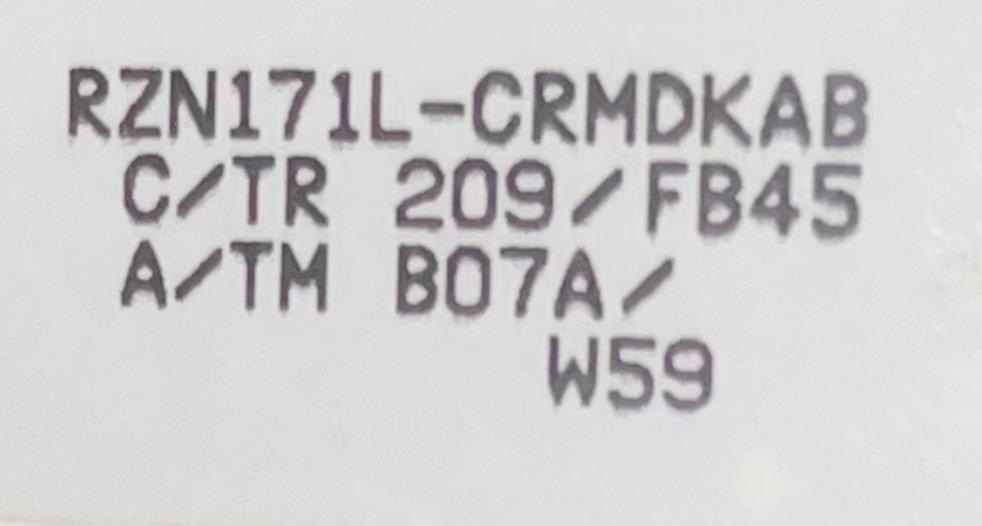 RZN171L-CRMDKAB
C/TR 209/FB45
A/TM B07A/
W59